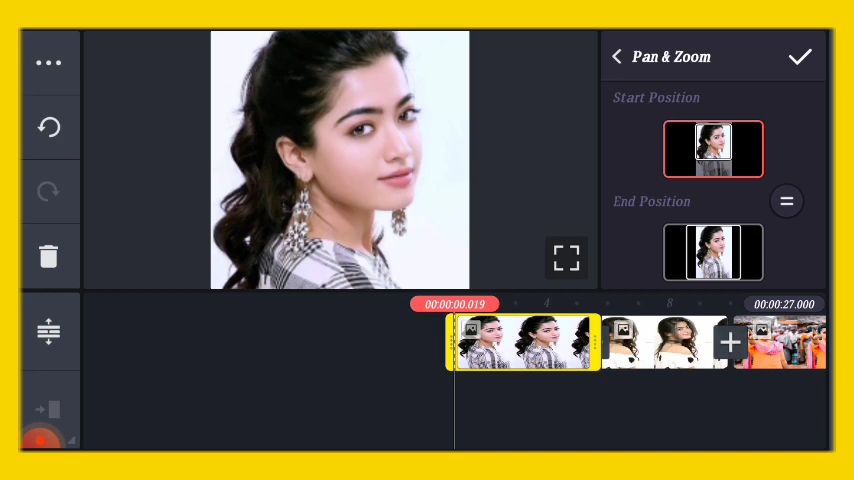 Pan & Zoom
Start Position
End Position
00:00:00.019
4
8
00:00:27.000